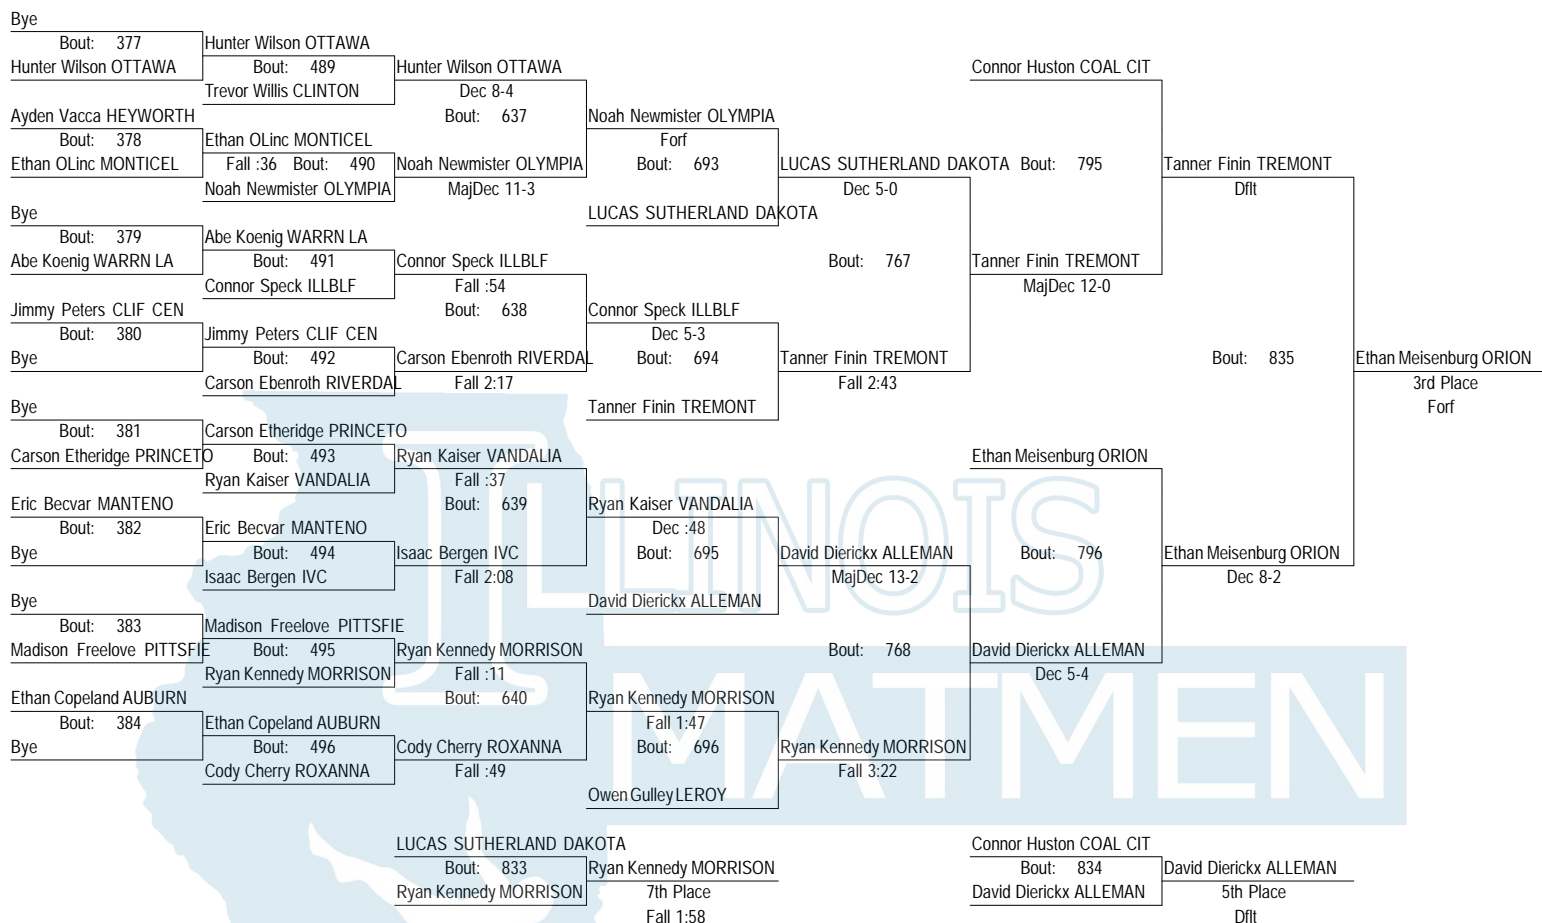 Bye
Bout: 377
Hunter Wilson OTTAWA
Ayden Vacca HEYWORTH
Bout: 378
Ethan OLinc MONTICEL
Bye
Bout: 379
Abe Koenig WARRN LA
Jimmy Peters CLIF CEN
Bout: 380
Bye
Bye
Bout: 381
Carson Etheridge PRINCETO
Eric Becvar MANTENO
Bout: 382
Bye
Bye
Bout: 383
Madison Freelove PITTSFIE
Ethan Copeland AUBURN
Bout: 384
Bye
Hunter Wilson OTTAWA
Bout: 489
Trevor Willis CLINTON
Ethan OLinc MONTICEL
Fall :36 Bout: 490
Noah Newmister OLYMPIA
Abe Koenig WARRN LA
Bout: 491
Connor Speck ILLBLF
Jimmy Peters CLIF CEN
Bout: 492
Carson Ebenroth RIVERDAL
Carson Etheridge PRINCETO
Bout: 493
Ryan Kaiser VANDALIA
Eric Becvar MANTENO
Bout: 494
Isaac Bergen IVC
Madison Freelove PITTSFIE
Bout: 495
Ryan Kennedy MORRISON
Ethan Copeland AUBURN
Bout: 496
Cody Cherry ROXANNA
Hunter Wilson OTTAWA
Dec 8-4
Bout: 637
Noah Newmister OLYMPIA
MajDec 11-3
Connor Speck ILLBLF
Fall :54
Bout: 638
Carson Ebenroth RIVERDAL
Fall 2:17
Ryan Kaiser VANDALIA
Fall :37
Bout: 639
Isaac Bergen IVC
Fall 2:08
Ryan Kennedy MORRISON
Fall :11
Bout: 640
Cody Cherry ROXANNA
Fall :49
Noah Newmister OLYMPIA
Forf
Bout: 693
LUCAS SUTHERLAND DAKOTA
Connor Speck ILLBLF
Dec 5-3
Bout: 694
Tanner Finin TREMONT
Ryan Kaiser VANDALIA
Dec :48
Bout: 695
David Dierickx ALLEMAN
Ryan Kennedy MORRISON
Fall 1:47
Bout: 696
Owen Gulley LEROY
LUCAS SUTHERLAND DAKOTA
Dec 5-0
Bout: 767
Tanner Finin TREMONT
Fall 2:43
David Dierickx ALLEMAN
MajDec 13-2
Bout: 768
Ryan Kennedy MORRISON
Fall 3:22
Connor Huston COAL CIT
Bout: 795
Tanner Finin TREMONT
MajDec 12-0
Ethan Meisenburg ORION
Bout: 796
David Dierickx ALLEMAN
Dec 5-4
Tanner Finin TREMONT
Dflt
Bout: 835
Ethan Meisenburg ORION
Dec 8-2
Ethan Meisenburg ORION
3rd Place
Forf
LUCAS SUTHERLAND DAKOTA
Bout: 833
Ryan Kennedy MORRISON
Ryan Kennedy MORRISON
7th Place
Fall 1:58
Connor Huston COAL CIT
Bout: 834
David Dierickx ALLEMAN
David Dierickx ALLEMAN
5th Place
Dflt
ILLINOIS
MATMEN